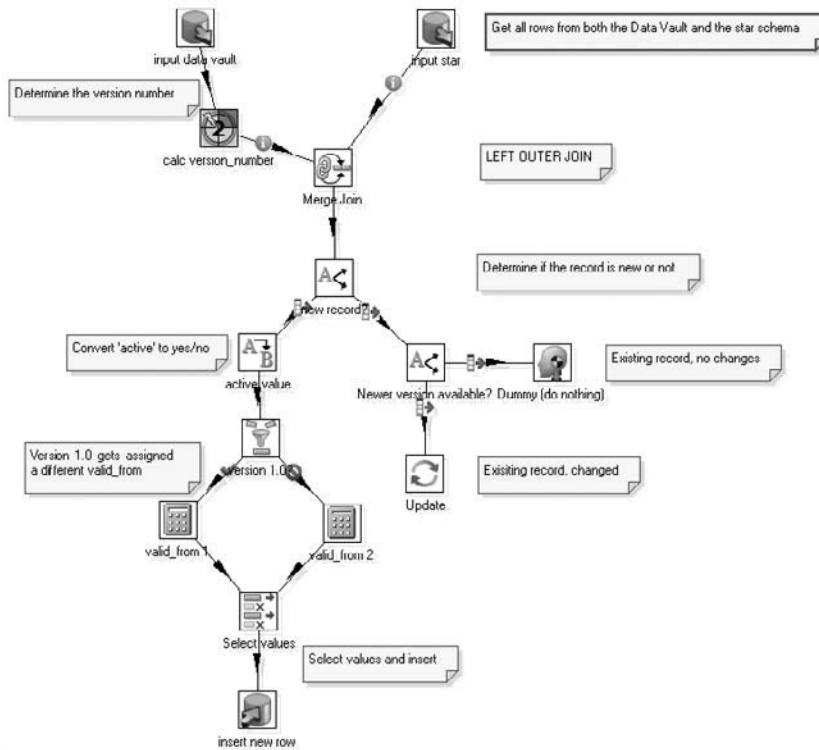 Get all rows from both the Data Vault and the star schema
input data vault
input star
Determine the version number
2
calc version_number
LEFT OUTER JOIN
Merge Join
Determine if the record is new or not
A
new record?
Convert 'active' to yes/no
A
B
active value
A
Existing record, no changes
Newer version available?
Dummy (do nothing)
Version 1.0 gets assigned
a different valid_from
version 1.0?
Exisiting record, changed
Update
valid_from 1
valid_from 2
Select values
Select values and insert
insert new row